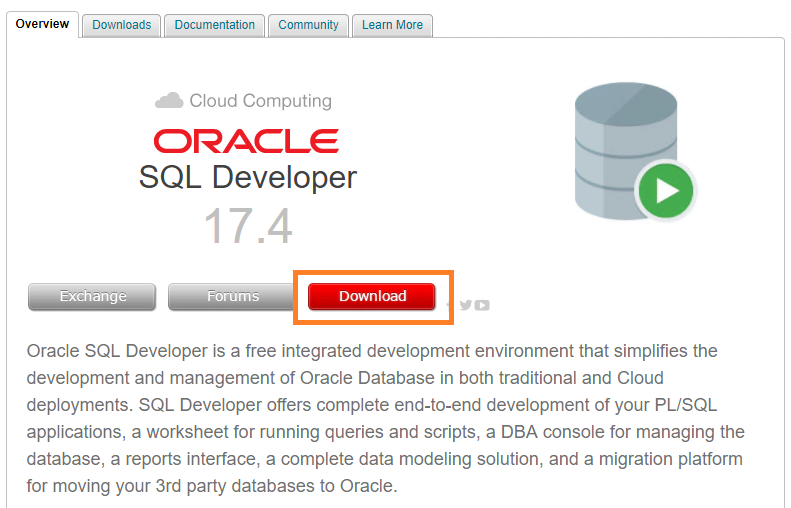 Overview Downloads Documentation Community Learn More
Cloud Computing
ORACLE
SQL Developer
17.4
Exchange Forums Download
Oracle SQL Developer is a free integrated development environment that simplifies the
development and management of Oracle Database in both traditional and Cloud
deployments. SQL Developer offers complete end-to-end development of your PL/SQL
applications, a worksheet for running queries and scripts, a DBA console for managing the
database, a reports interface, a complete data modeling solution, and a migration platform
for moving your 3rd party databases to Oracle.